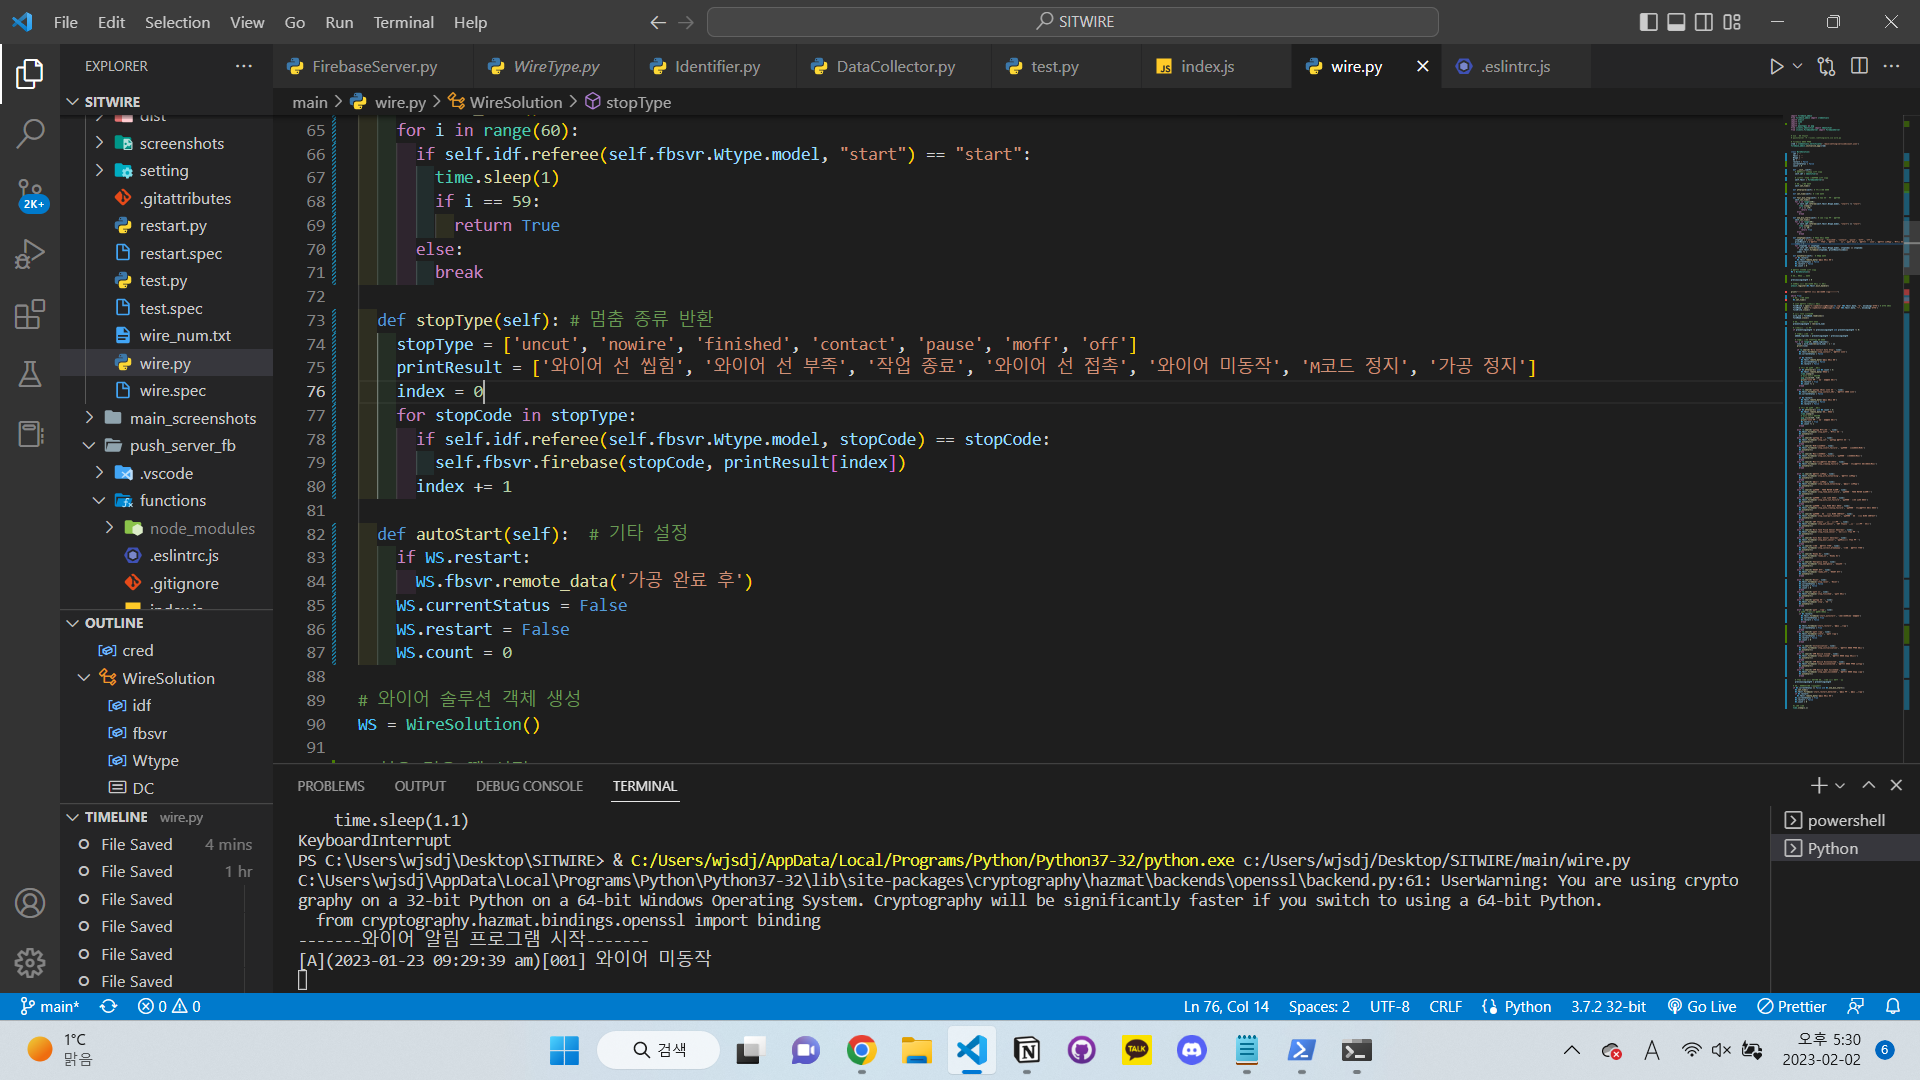 File Edit Selection View Go Run Terminal Help
SITWIRE
EXPLORER
FirebaseServer.py WireType.py Identifier.py DataCollector.py test.py index.js wire.py .eslintrc.js
main > wire.py > WireSolution > stopType
SITWIRE
dist
screenshots
setting
.gitattributes
restart.py
restart.spec
test.py
test.spec
wire_num.txt
wire.py
wire.spec
main_screenshots
push_server_fb
.vscode
functions
node_modules
.eslintrc.js
.gitignore
2K+
OUTLINE
cred
WireSolution
idf
fbsvr
Wtype
DC
TIMELINE wire.py
File Saved 4 mins
File Saved 1 hr
File Saved
File Saved
File Saved
File Saved
65 for i in range(60):
66 if self.idf.referee(self.fbsvr.Wtype.model, "start") == "start":
67 time.sleep(1)
68 if i == 59:
69 return True
70 else:
71 break
72
73 def stopType(self): # 멈춤 종류 반환
74 stopType = ['uncut', 'nowire', 'finished', 'contact', 'pause', 'moff', 'off']
75 printResult = ['와이어 선 씹힘', '와이어 선 부족', '작업 종료', '와이어 선 접촉', '와이어 미동작', 'M코드 정지', '가공 정지']
76 index = 0
77 for stopCode in stopType:
78 if self.idf.referee(self.fbsvr.Wtype.model, stopCode) == stopCode:
79 self.fbsvr.firebase(stopCode, printResult[index])
80 index += 1
81
82 def autoStart(self): # 기타 설정
83 if WS.restart:
84 WS.fbsvr.remote_data('가공 완료 후')
85 WS.currentStatus = False
86 WS.restart = False
87 WS.count = 0
88
89 # 와이어 솔루션 객체 생성
90 WS = WireSolution()
91
PROBLEMS OUTPUT DEBUG CONSOLE TERMINAL
time.sleep(1.1)
KeyboardInterrupt
PS C:\Users\wjsdj\Desktop\SITWIRE> & C:/Users/wjsdj/AppData/Local/Programs/Python/Python37-32/python.exe c:/Users/wjsdj/Desktop/SITWIRE/main/wire.py
C:\Users\wjsdj\AppData\Local\Programs\Python\Python37-32\lib\site-packages\cryptography\hazmat\backends\openssl\backend.py:61: UserWarning: You are using crypto
graphy on a 32-bit Python on a 64-bit Windows Operating System. Cryptography will be significantly faster if you switch to using a 64-bit Python.
from cryptography.hazmat.bindings.openssl import binding
-------와이어 알림 프로그램 시작-------
[A](2023-01-23 09:29:39 am)[001] 와이어 미동작
powershell
Python
main* 0 0 Ln 76, Col 14 Spaces: 2 UTF-8 CRLF Python 3.7.2 32-bit Go Live Prettier
1°C
맑음
검색
TALK
A
오후 5:30
2023-02-02
6